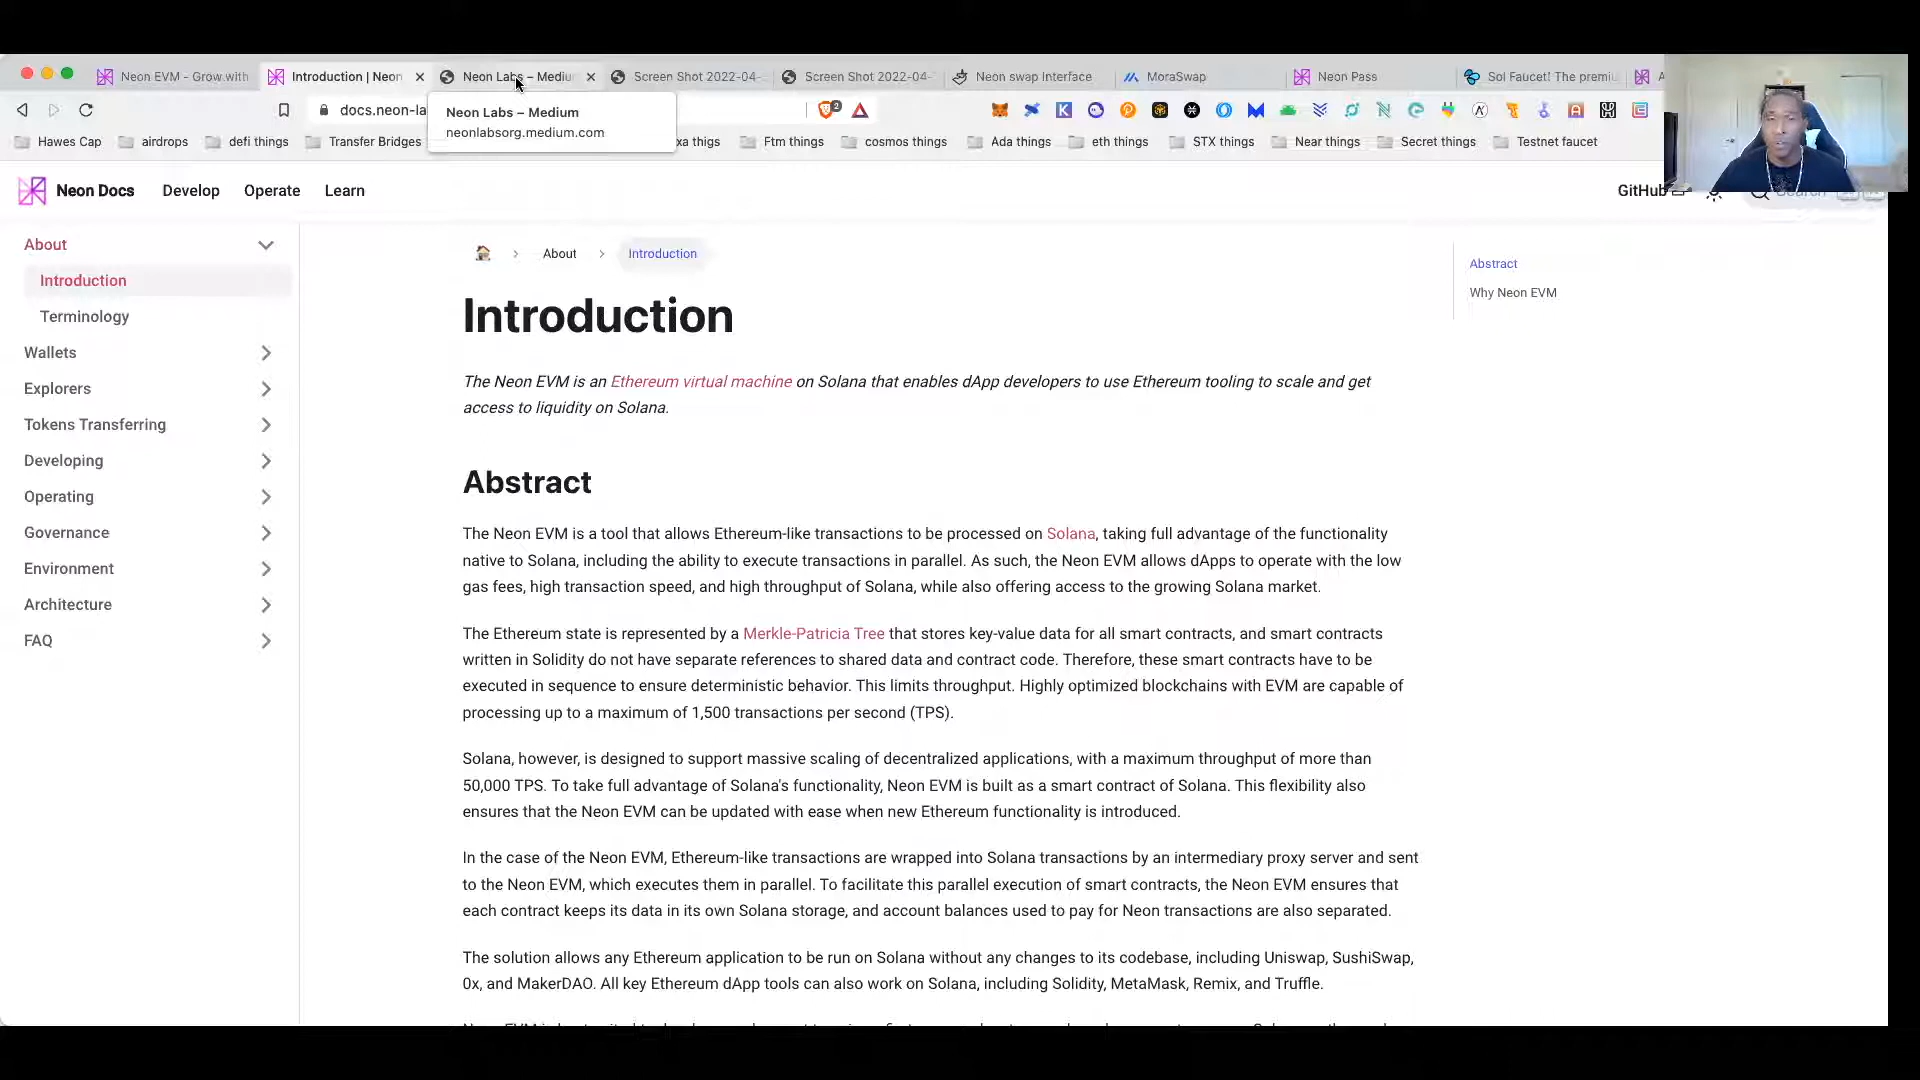 Neon EVM - Grow with
Introduction | Neon
Neon Labs – Mediu
Screen Shot 2022-04-
Screen Shot 2022-04-
Neon swap Interface
MoraSwap
Neon Pass
Sol Faucet! The premiu
docs.neon-la
2
Neon Labs – Medium
neonlabsorg.medium.com
Hawes Cap
airdrops
defi things
Transfer Bridges
xa thigs
Ftm things
cosmos things
Ada things
eth things
STX things
Near things
Secret things
Testnet faucet
Neon Docs
Develop
Operate
Learn
GitHub
Search
About
Introduction
Terminology
Wallets
Explorers
Tokens Transferring
Developing
Operating
Governance
Environment
Architecture
FAQ
About
Introduction
Introduction
The Neon EVM is an Ethereum virtual machine on Solana that enables dApp developers to use Ethereum tooling to scale and get
access to liquidity on Solana.
Abstract
The Neon EVM is a tool that allows Ethereum-like transactions to be processed on Solana, taking full advantage of the functionality
native to Solana, including the ability to execute transactions in parallel. As such, the Neon EVM allows dApps to operate with the low
gas fees, high transaction speed, and high throughput of Solana, while also offering access to the growing Solana market.
The Ethereum state is represented by a Merkle-Patricia Tree that stores key-value data for all smart contracts, and smart contracts
written in Solidity do not have separate references to shared data and contract code. Therefore, these smart contracts have to be
executed in sequence to ensure deterministic behavior. This limits throughput. Highly optimized blockchains with EVM are capable of
processing up to a maximum of 1,500 transactions per second (TPS).
Solana, however, is designed to support massive scaling of decentralized applications, with a maximum throughput of more than
50,000 TPS. To take full advantage of Solana's functionality, Neon EVM is built as a smart contract of Solana. This flexibility also
ensures that the Neon EVM can be updated with ease when new Ethereum functionality is introduced.
In the case of the Neon EVM, Ethereum-like transactions are wrapped into Solana transactions by an intermediary proxy server and sent
to the Neon EVM, which executes them in parallel. To facilitate this parallel execution of smart contracts, the Neon EVM ensures that
each contract keeps its data in its own Solana storage, and account balances used to pay for Neon transactions are also separated.
The solution allows any Ethereum application to be run on Solana without any changes to its codebase, including Uniswap, SushiSwap,
0x, and MakerDAO. All key Ethereum dApp tools can also work on Solana, including Solidity, MetaMask, Remix, and Truffle.
Abstract
Why Neon EVM